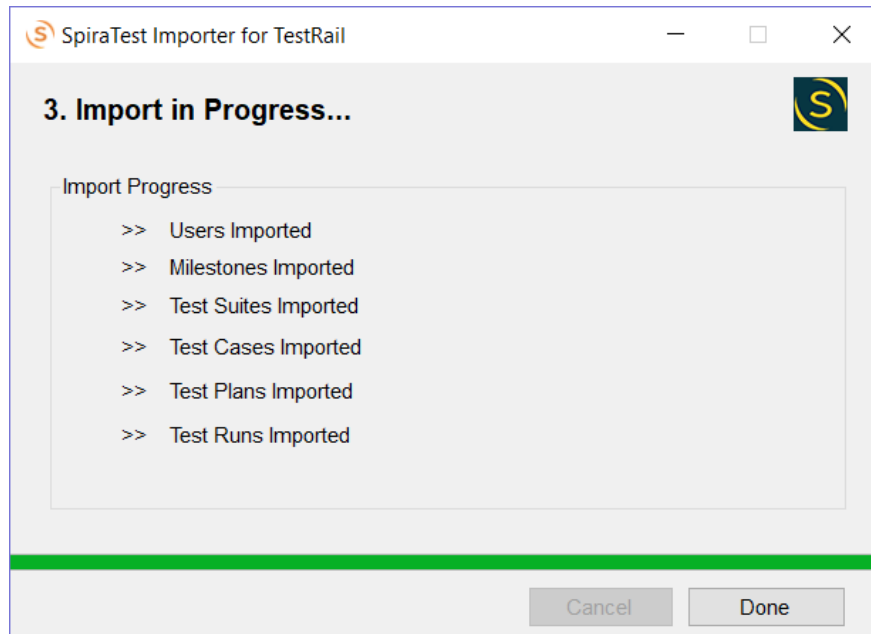 SpiraTest Importer for TestRail
3. Import in Progress...
S
Import Progress
>> Users Imported
>> Milestones Imported
>> Test Suites Imported
>> Test Cases Imported
>> Test Plans Imported
>> Test Runs Imported
Cancel Done